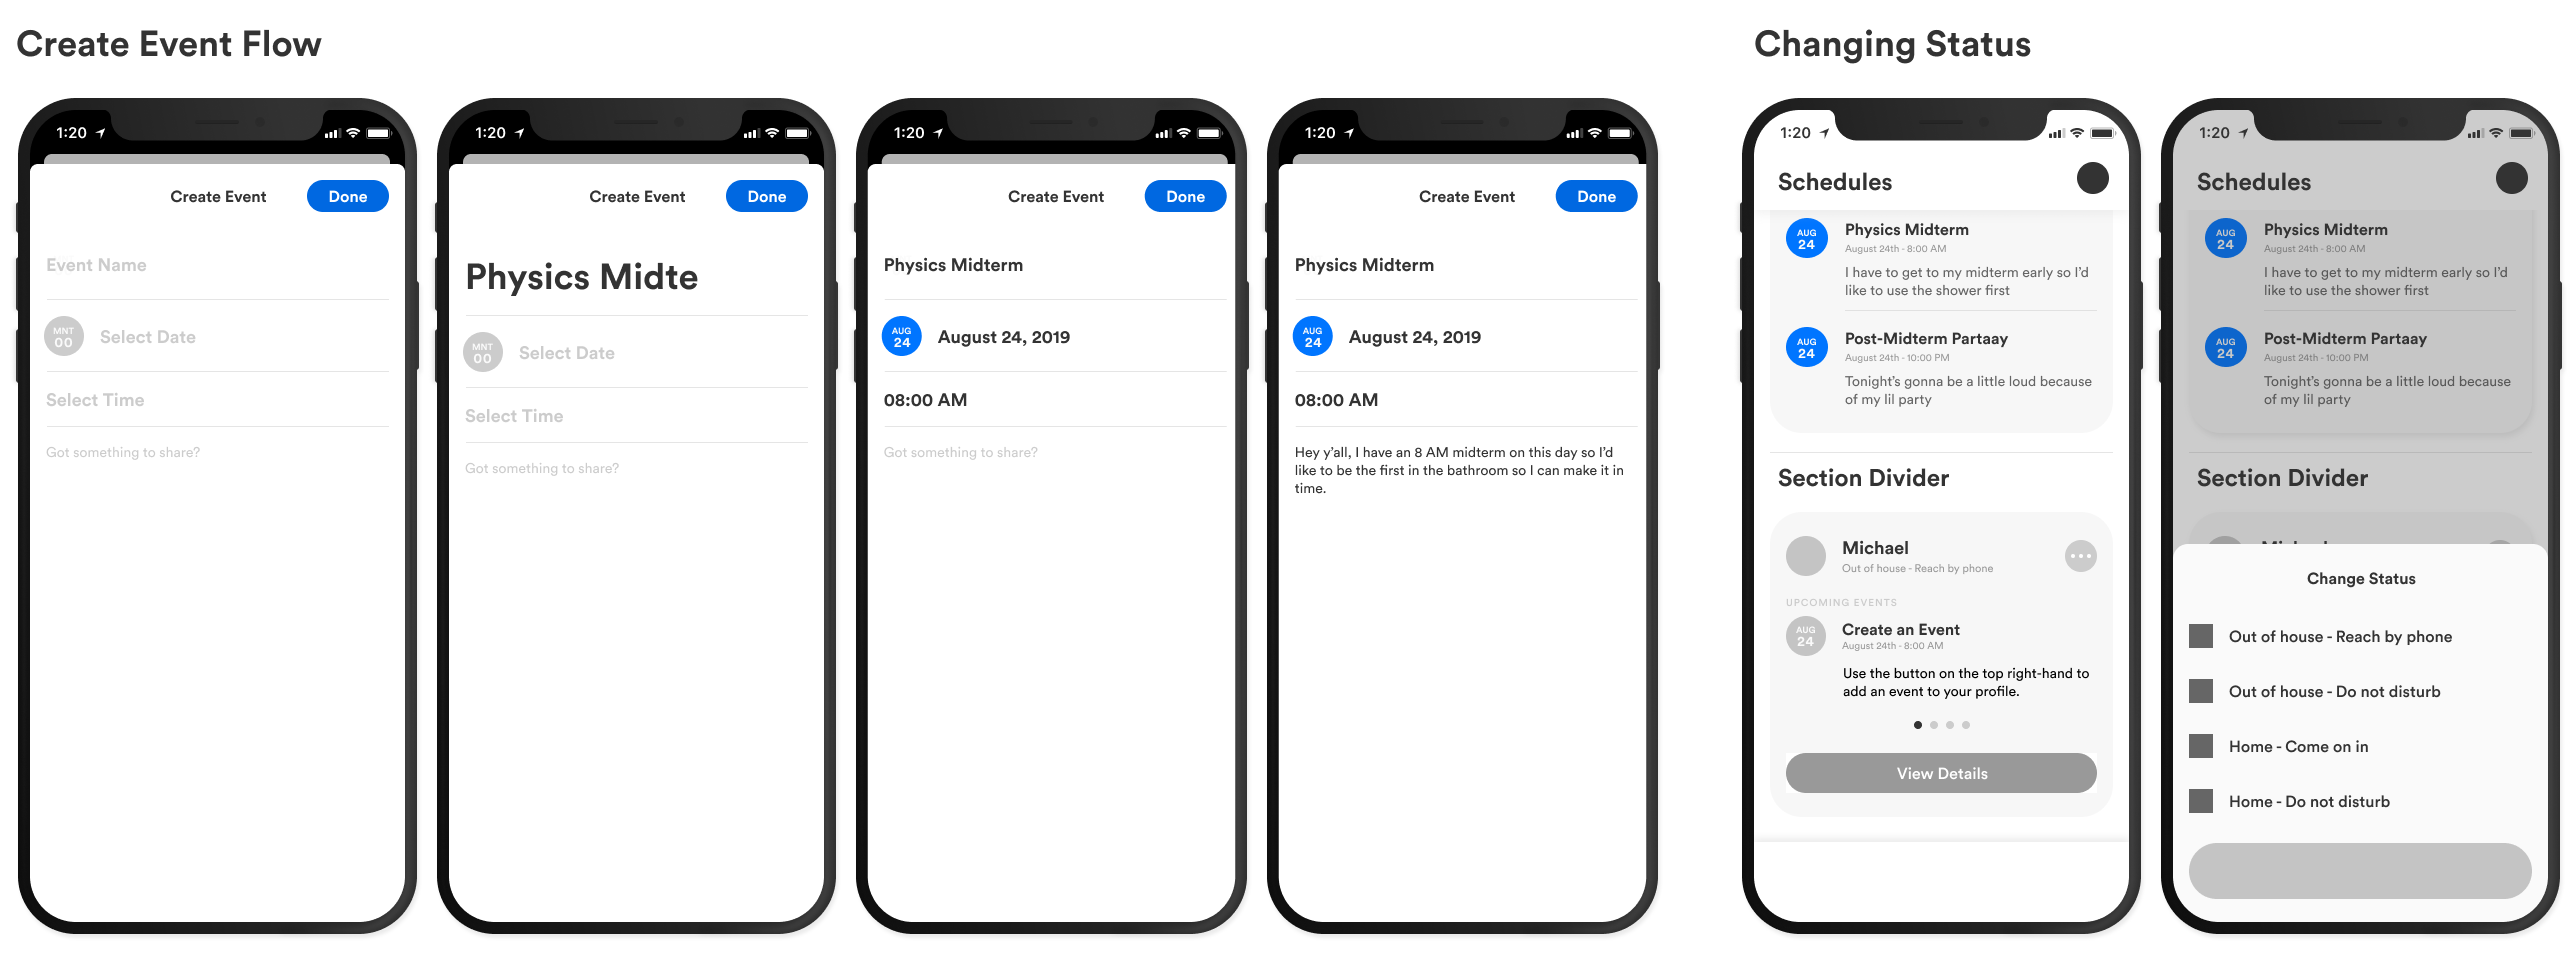 Create Event Flow
Changing Status
1:20
Create Event
Done
Event Name
MNT
00
Select Date
Select Time
Got something to share?
1:20
Create Event
Done
Physics Midte
MNT
00
Select Date
Select Time
Got something to share?
1:20
Create Event
Done
Physics Midterm
AUG
24
August 24, 2019
08:00 AM
Got something to share?
1:20
Create Event
Done
Physics Midterm
AUG
24
August 24, 2019
08:00 AM
Hey y’all, I have an 8 AM midterm on this day so I’d
like to be the first in the bathroom so I can make it in
time.
1:20
Schedules
AUG
24
Physics Midterm
August 24th - 8:00 AM
I have to get to my midterm early so I’d
like to use the shower first
AUG
24
Post-Midterm Partaay
August 24th - 10:00 PM
Tonight’s gonna be a little loud because
of my lil party
Section Divider
Michael
Out of house - Reach by phone
UPCOMING EVENTS
AUG
24
Create an Event
August 24th - 8:00 AM
Use the button on the top right-hand to
add an event to your profile.
View Details
1:20
Schedules
AUG
24
Physics Midterm
August 24th - 8:00 AM
I have to get to my midterm early so I’d
like to use the shower first
AUG
24
Post-Midterm Partaay
August 24th - 10:00 PM
Tonight’s gonna be a little loud because
of my lil party
Section Divider
Change Status
Out of house - Reach by phone
Out of house - Do not disturb
Home - Come on in
Home - Do not disturb